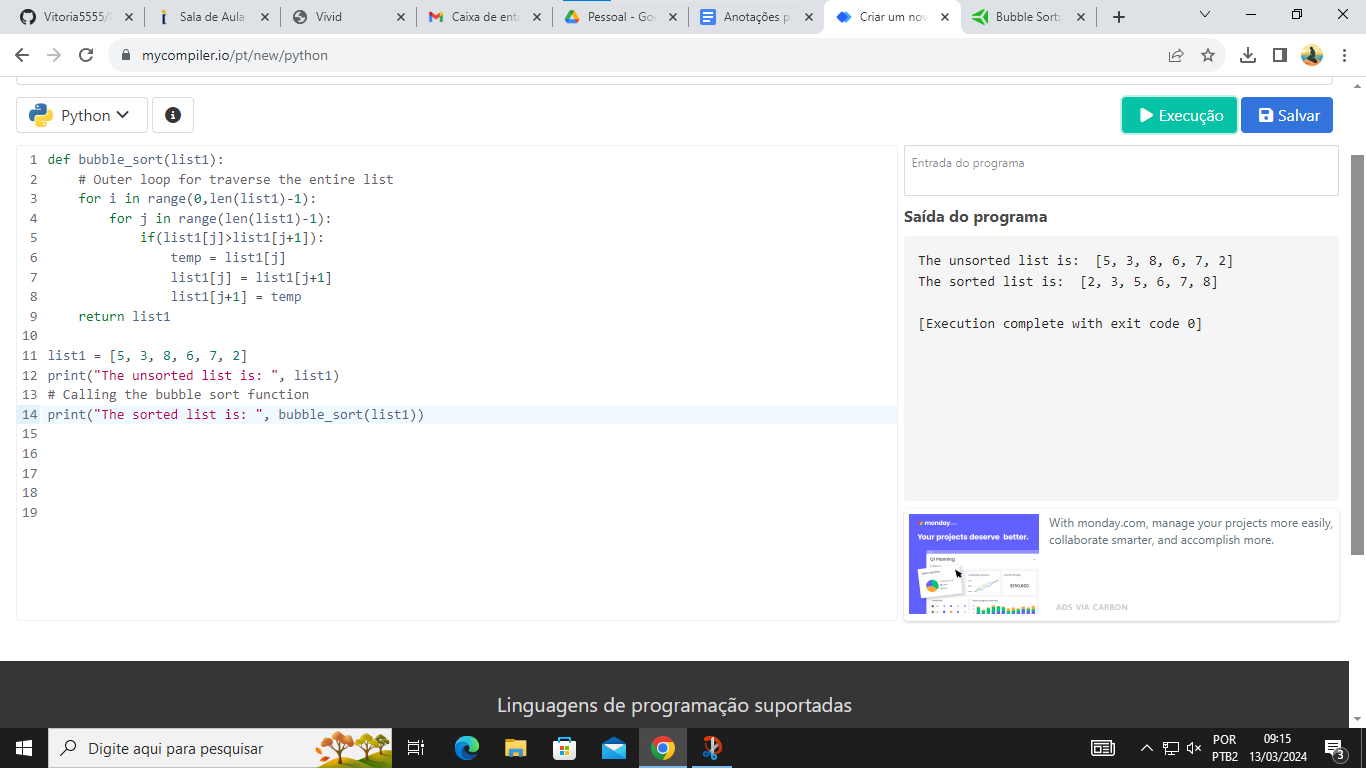 Vitoria5555/
Sala de Aula
Vivid
Caixa de ent
Pessoal - Go
Anotações p
Criar um nov
Bubble Sort
mycompiler.io/pt/new/python
Python
Execução
Salvar
1 def bubble_sort(list1):
2 # Outer loop for traverse the entire list
3 for i in range(0,len(list1)-1):
4 for j in range(len(list1)-1):
5 if(list1[j]>list1[j+1]):
6 temp = list1[j]
7 list1[j] = list1[j+1]
8 list1[j+1] = temp
9 return list1
10
11 list1 = [5, 3, 8, 6, 7, 2]
12 print("The unsorted list is: ", list1)
13 # Calling the bubble sort function
14 print("The sorted list is: ", bubble_sort(list1))
15
16
17
18
19
Entrada do programa
Saída do programa
The unsorted list is:  [5, 3, 8, 6, 7, 2]
The sorted list is:  [2, 3, 5, 6, 7, 8]
[Execution complete with exit code 0]
monday.com
Your projects deserve better.
Q1 Planning
$150,000
With monday.com, manage your projects more easily,
collaborate smarter, and accomplish more.
ADS VIA CARBON
Linguagens de programação suportadas
Digite aqui para pesquisar
POR
PTB2
09:15
13/03/2024
3